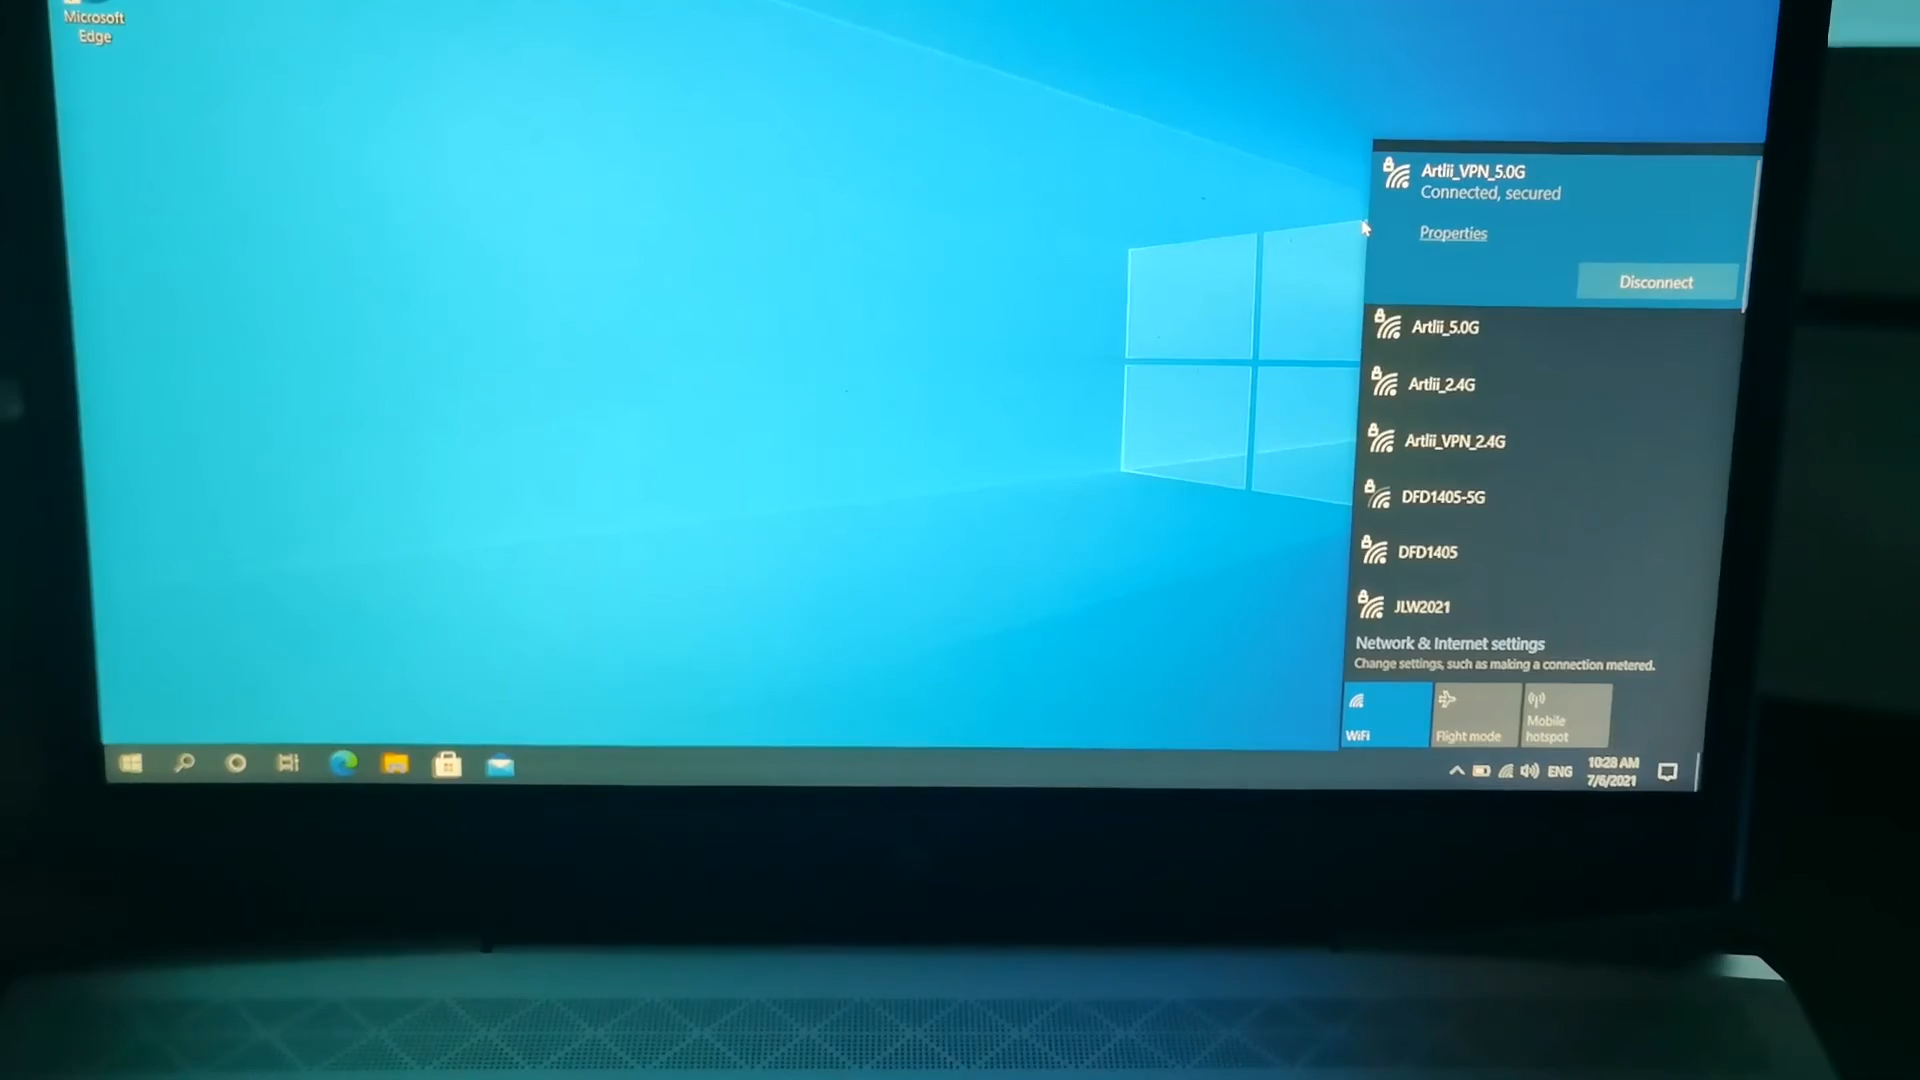 Microsoft
Edge
Artlii_VPN_5.0G
Connected, secured
Properties
Disconnect
Artlii_5.0G
Artlii_2.4G
Artlii_VPN_2.4G
DFD1405-5G
DFD1405
JLW2021
Network & Internet settings
Change settings, such as making a connection metered.
WiFi
Flight mode
Mobile
hotspot
ENG
10:28 AM
7/6/2021